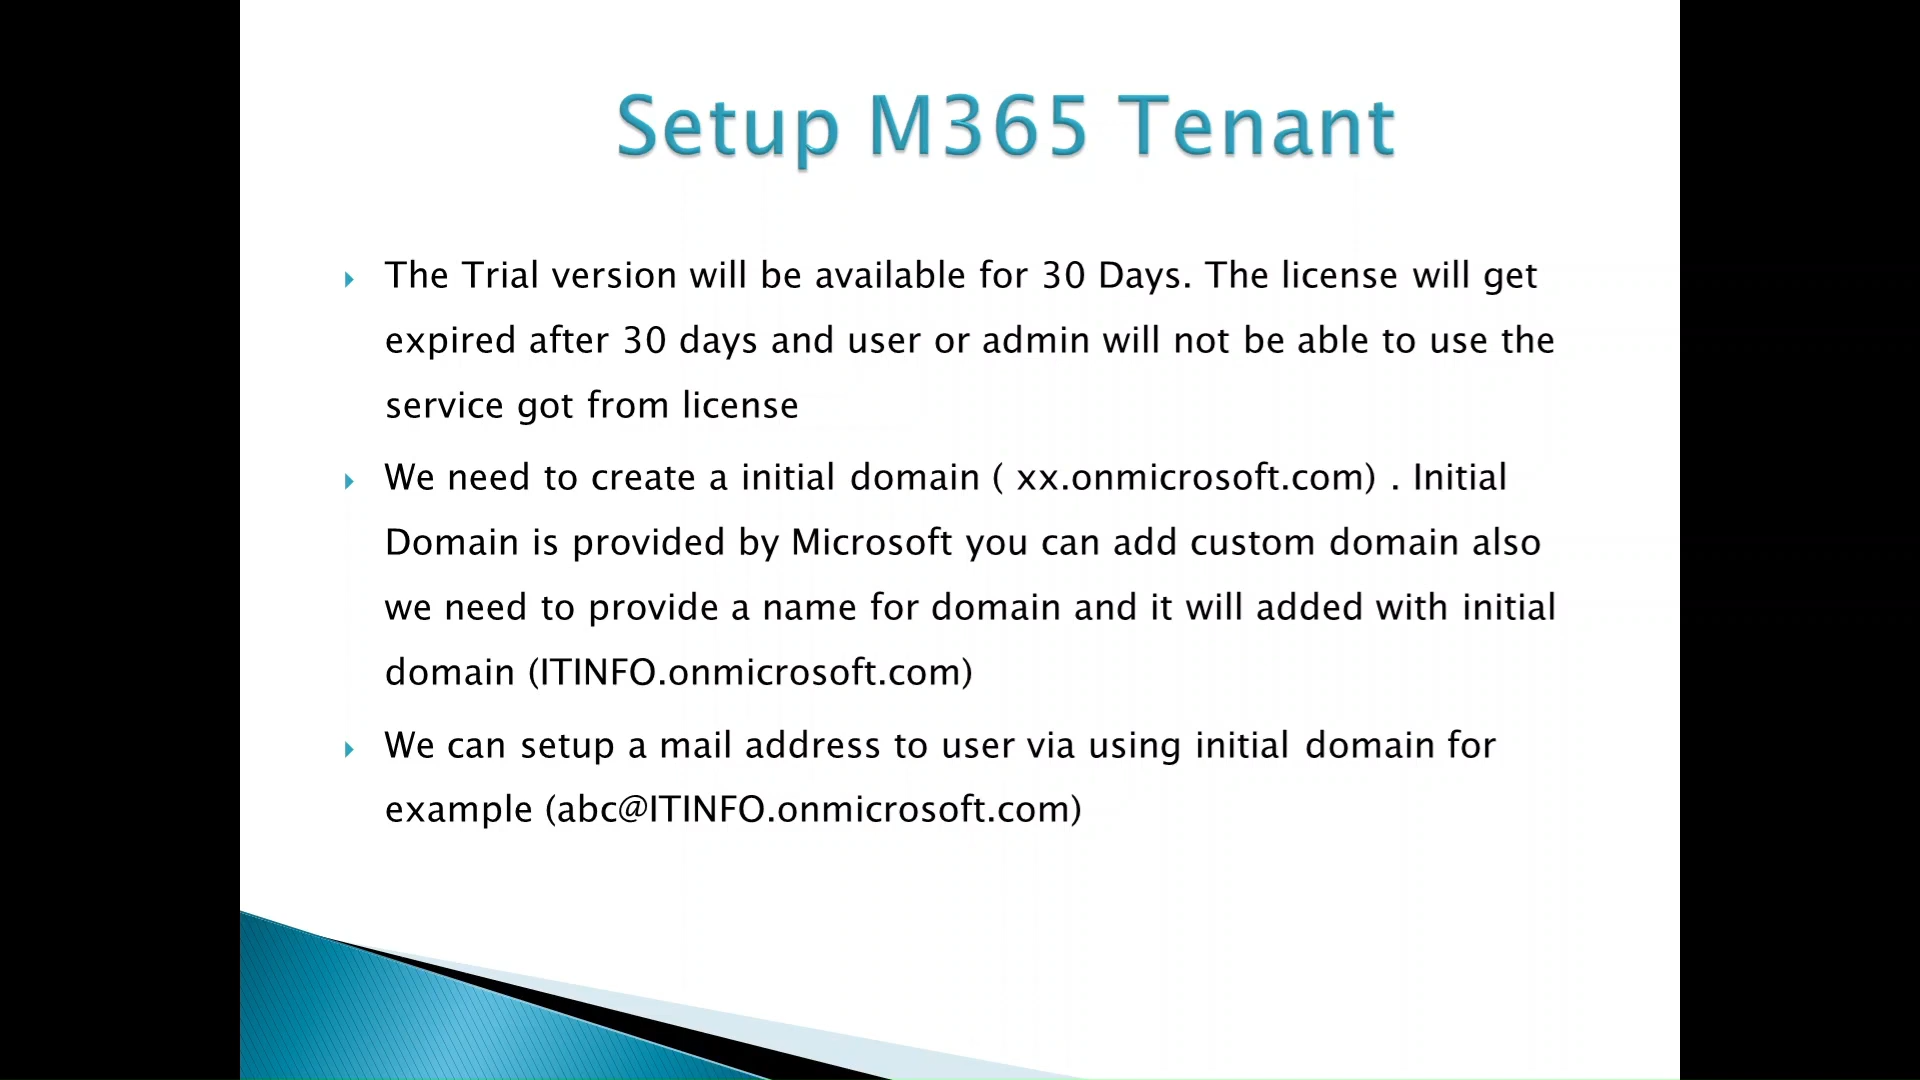 Setup M365 Tenant
The Trial version will be available for 30 Days. The license will get
expired after 30 days and user or admin will not be able to use the
service got from license
We need to create a initial domain ( xx.onmicrosoft.com) . Initial
Domain is provided by Microsoft you can add custom domain also
we need to provide a name for domain and it will added with initial
domain (ITINFO.onmicrosoft.com)
We can setup a mail address to user via using initial domain for
example (abc@ITINFO.onmicrosoft.com)